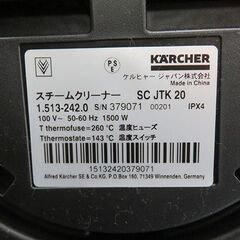 PS
E
KÄRCHER
ケルヒャー ジャパン株式会社
Made in China
スチームクリーナー SC JTK 20
1.513-242.0 S/N 379071 00201 IPX4
100 V~ 50-60 Hz 1500 W
T thermofuse=260 °C 温度ヒューズ
Tthermostate=143 °C 温度スイッチ
15132420379071
Alfred Kärcher SE & Co.KG, P.O.Box 160, 71349 Winnenden, Germany